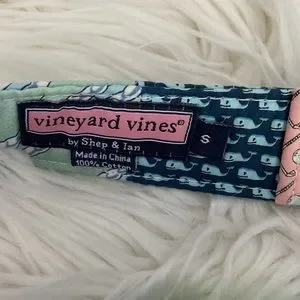 vineyard vines®
by Shep & Ian
Made in China
100% Cotton
S